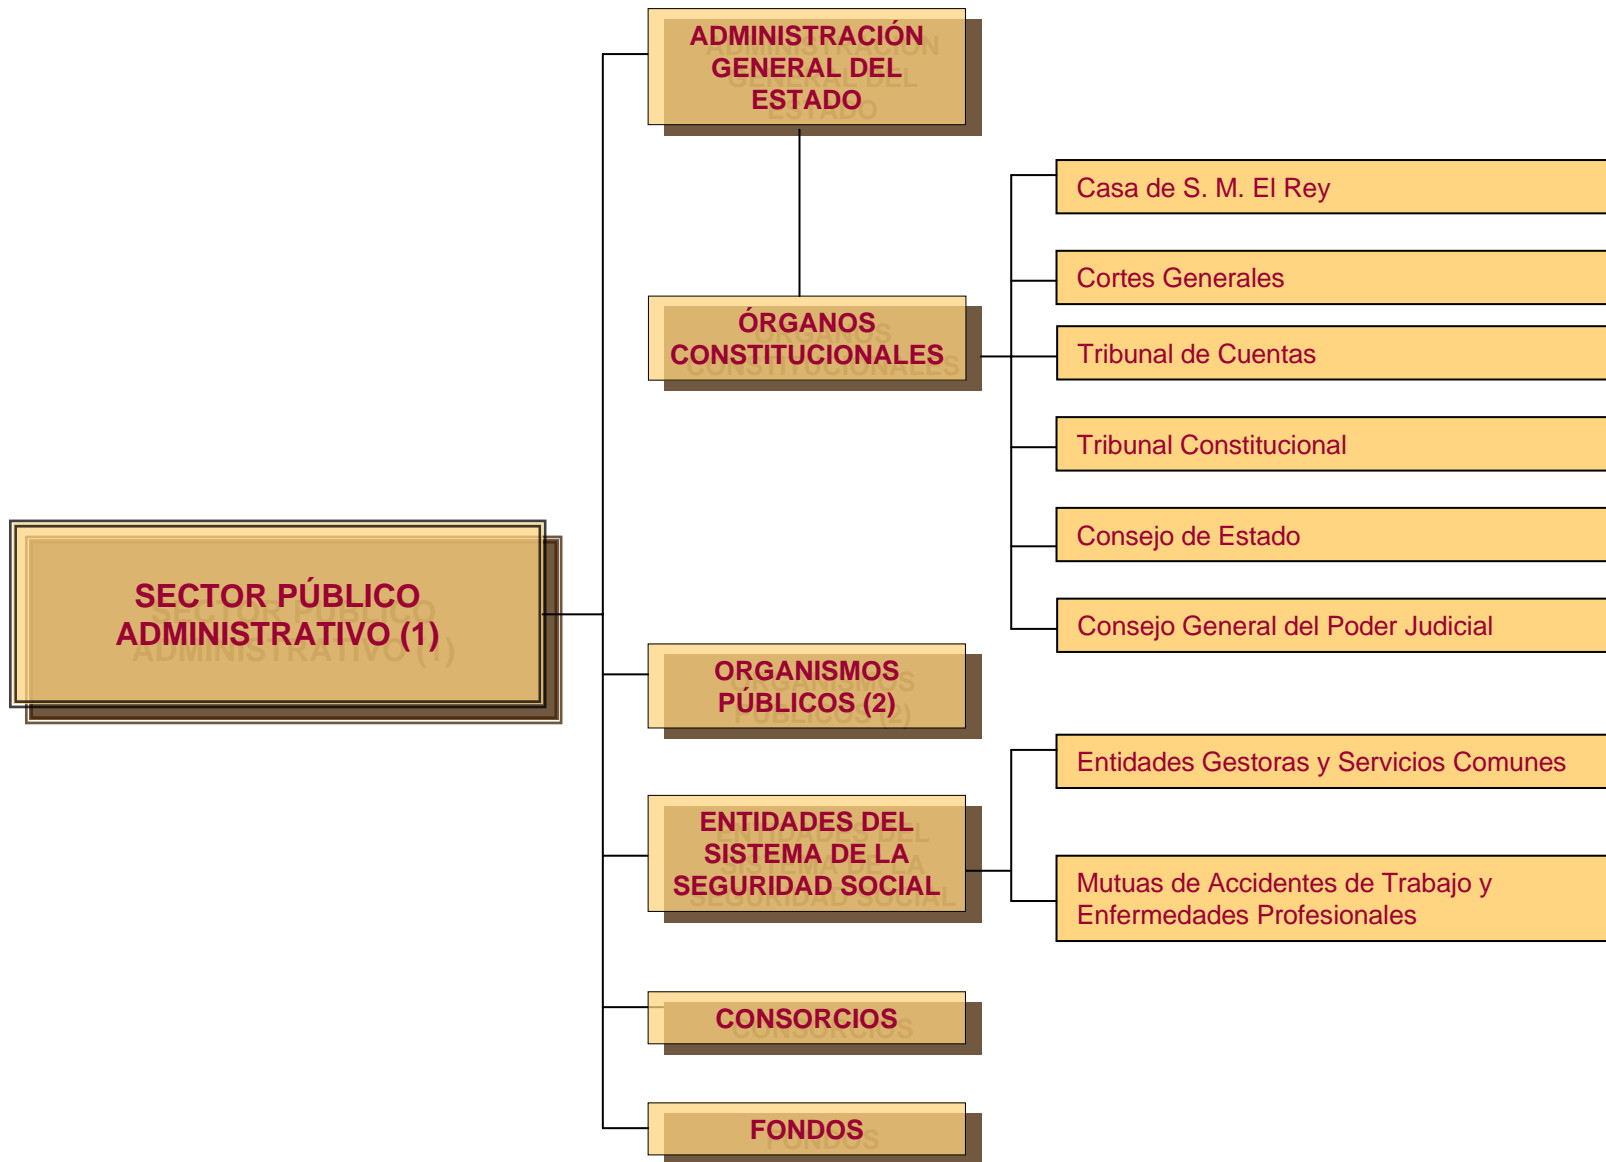 ADMINISTRACIÓN
GENERAL DEL
ESTADO
Casa de S. M. El Rey
Cortes Generales
ÓRGANOS
CONSTITUCIONALES
Tribunal de Cuentas
Tribunal Constitucional
Consejo de Estado
SECTOR PÚBLICO
ADMINISTRATIVO (1)
Consejo General del Poder Judicial
ORGANISMOS
PÚBLICOS (2)
Entidades Gestoras y Servicios Comunes
ENTIDADES DEL
SISTEMA DE LA
SEGURIDAD SOCIAL
Mutuas de Accidentes de Trabajo y
Enfermedades Profesionales
CONSORCIOS
FONDOS